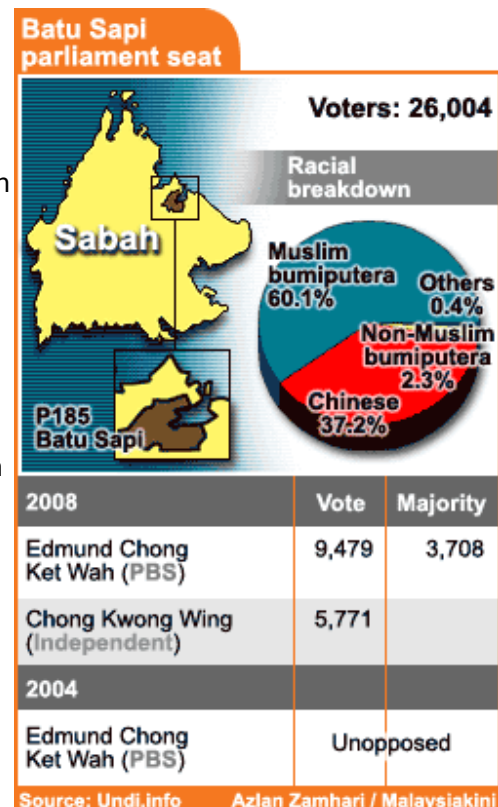 Batu Sapi
parliament seat
Voters: 26,004
Racial
breakdown
Sabah
Muslim
bumiputera
60.1%
Others
0.4%
Non-Muslim
bumiputera
2.3%
Chinese
37.2%
P185
Batu Sapi
2008 Vote Majority
Edmund Chong
Ket Wah (PBS) 9,479 3,708
Chong Kwong Wing
(Independent) 5,771
2004
Edmund Chong
Ket Wah (PBS) Unopposed
Source: Undi.info Azlan Zamhari / Malaysiakini